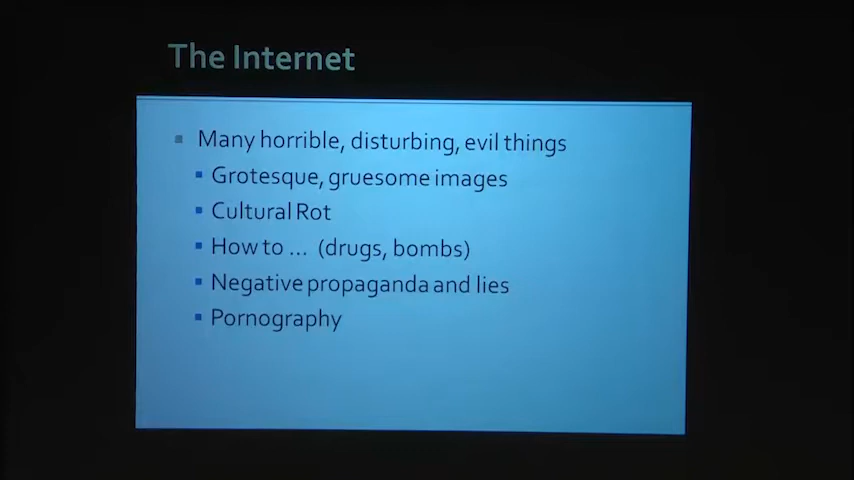 The Internet
Many horrible, disturbing, evil things
Grotesque, gruesome images
Cultural Rot
How to ... (drugs, bombs)
Negative propaganda and lies
Pornography